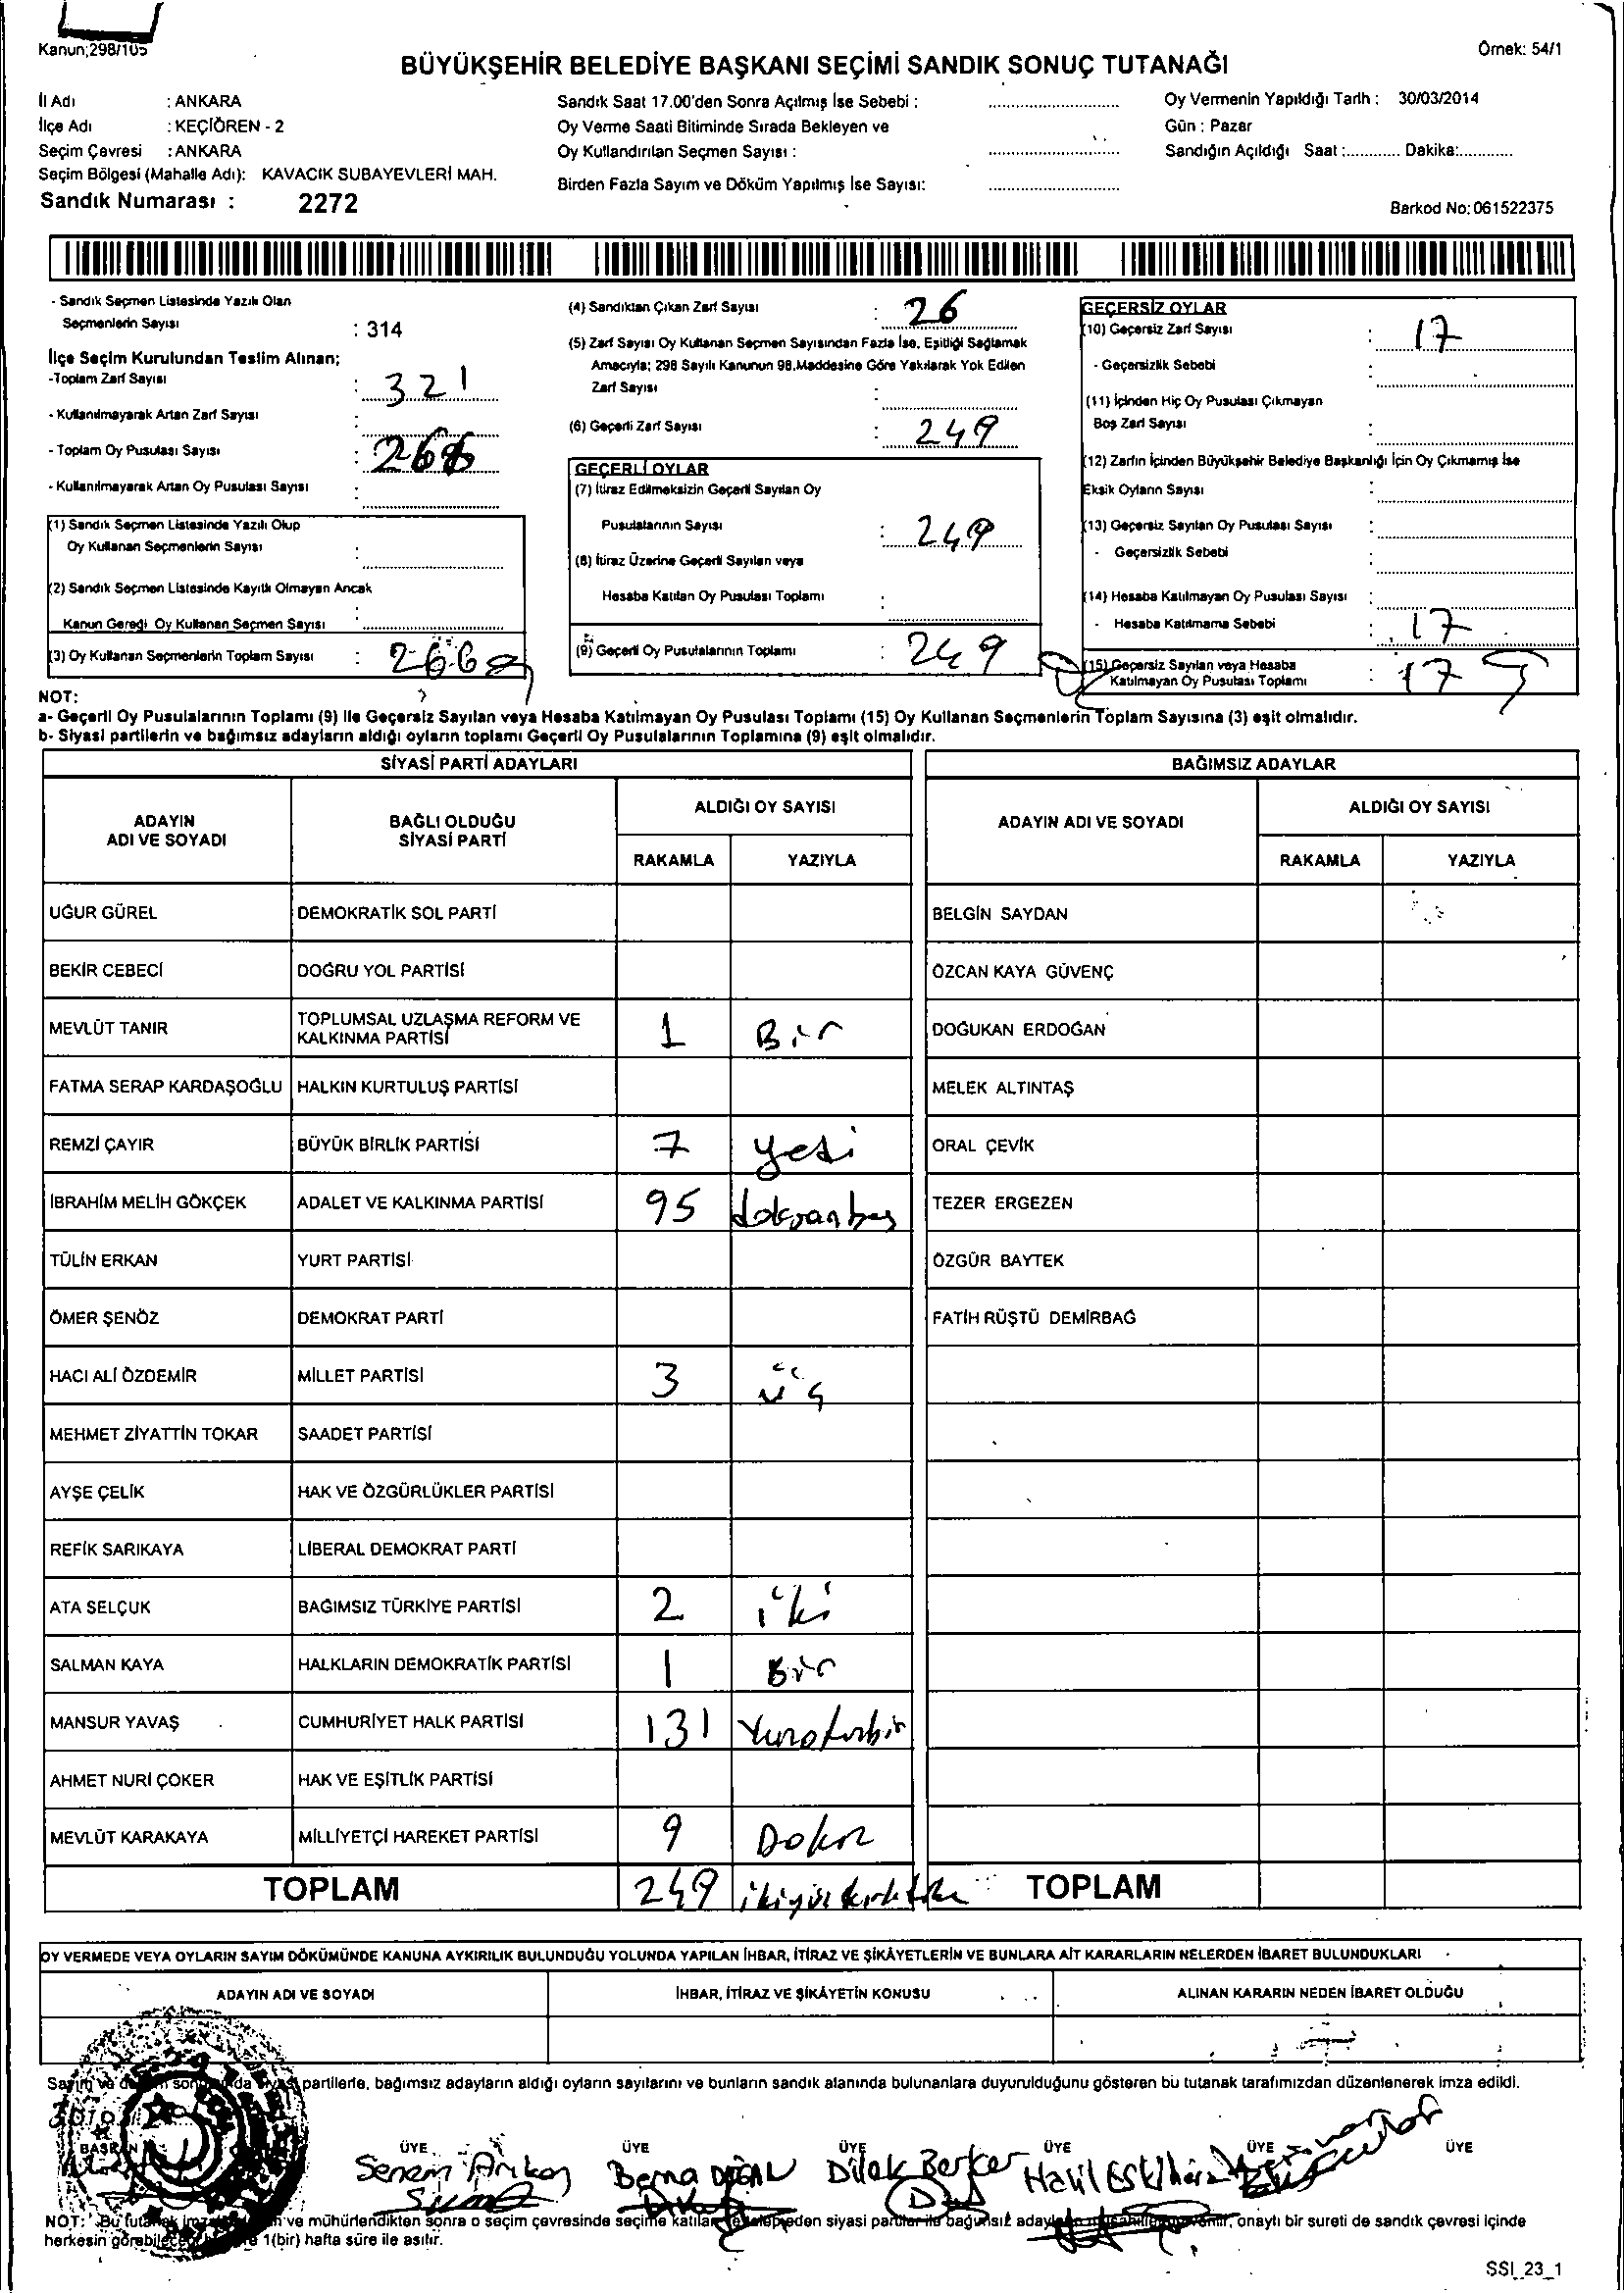 Kanun;298/105
Örnek: 54/1
BÜYÜKŞEHİR BELEDİYE BAŞKANI SEÇİMİ SANDIK SONUÇ TUTANAĞI
İl Adı : ANKARA
İlçe Adı : KEÇİÖREN - 2
Seçim Çevresi : ANKARA
Seçim Bölgesi (Mahalle Adı): KAVACIK SUBAYEVLERİ MAH.
Sandık Numarası : 2272
Sandık Saat 17.00'den Sonra Açılmış İse Sebebi :
Oy Verme Saati Bitiminde Sırada Bekleyen ve
Oy Kullandırılan Seçmen Sayısı :
Birden Fazla Sayım ve Döküm Yapılmış İse Sayısı:
Oy Vermenin Yapıldığı Tarih : 30/03/2014
Gün : Pazar
Sandığın Açıldığı Saat :............ Dakika:............
Barkod No: 061522375
- Sandık Seçmen Listesinde Yazılı Olan
Seçmenlerin Sayısı : 314
İlçe Seçim Kurulundan Teslim Alınan;
-Toplam Zarf Sayısı : 321
- Kullanılmayarak Artan Zarf Sayısı :
- Toplam Oy Pusulası Sayısı :
- Kullanılmayarak Artan Oy Pusulası Sayısı :
(1) Sandık Seçmen Listesinde Yazılı Olup
Oy Kullanan Seçmenlerin Sayısı :
(2) Sandık Seçmen Listesinde Kayıtlı Olmayan Ancak
Kanun Gereği Oy Kullanan Seçmen Sayısı :
(3) Oy Kullanan Seçmenlerin Toplam Sayısı : 266
(4) Sandıktan Çıkan Zarf Sayısı : 26
(5) Zarf Sayısı Oy Kullanan Seçmen Sayısından Fazla İse, Eşitliği Sağlamak
Amacıyla; 298 Sayılı Kanunun 98.Maddesine Göre Yakılarak Yok Edilen
Zarf Sayısı :
(6) Geçerli Zarf Sayısı : 249
GEÇERLİ OYLAR
(7) İtiraz Edilmeksizin Geçerli Sayılan Oy
Pusulalarının Sayısı : 249
(8) İtiraz Üzerine Geçerli Sayılan veya
Hesaba Katılan Oy Pusulası Toplamı :
(9) Geçerli Oy Pusulalarının Toplamı : 249
GEÇERSİZ OYLAR
(10) Geçersiz Zarf Sayısı : 17
- Geçersizlik Sebebi :
(11) İçinden Hiç Oy Pusulası Çıkmayan
Boş Zarf Sayısı :
(12) Zarfın İçinden Büyükşehir Belediye Başkanlığı İçin Oy Çıkmamış İse
Eksik Oyların Sayısı :
(13) Geçersiz Sayılan Oy Pusulası Sayısı :
- Geçersizlik Sebebi :
(14) Hesaba Katılmayan Oy Pusulası Sayısı :
- Hesaba Katılmama Sebebi : 17
(15) Geçersiz Sayılan veya Hesaba
Katılmayan Oy Pusulası Toplamı : 17
NOT:
a- Geçerli Oy Pusulalarının Toplamı (9) ile Geçersiz Sayılan veya Hesaba Katılmayan Oy Pusulası Toplamı (15) Oy Kullanan Seçmenlerin Toplam Sayısına (3) eşit olmalıdır.
b- Siyasi partilerin ve bağımsız adayların aldığı oyların toplamı Geçerli Oy Pusulalarının Toplamına (9) eşit olmalıdır.
SİYASİ PARTİ ADAYLARI
ADAYIN ADI VE SOYADI
BAĞLI OLDUĞU SİYASİ PARTİ
ALDIĞI OY SAYISI
RAKAMLA YAZIYLA
UĞUR GÜREL DEMOKRATİK SOL PARTİ
BEKİR CEBECİ DOĞRU YOL PARTİSİ
MEVLÜT TANIR TOPLUMSAL UZLAŞMA REFORM VE KALKINMA PARTİSİ 1 Bir
FATMA SERAP KARDAŞOĞLU HALKIN KURTULUŞ PARTİSİ
REMZİ ÇAYIR BÜYÜK BİRLİK PARTİSİ 7 yedi
İBRAHİM MELİH GÖKÇEK ADALET VE KALKINMA PARTİSİ 95 doksanbeş
TÜLİN ERKAN YURT PARTİSİ
ÖMER ŞENÖZ DEMOKRAT PARTİ
HACI ALİ ÖZDEMİR MİLLET PARTİSİ 3 üç
MEHMET ZİYATTİN TOKAR SAADET PARTİSİ
AYŞE ÇELİK HAK VE ÖZGÜRLÜKLER PARTİSİ
REFİK SARIKAYA LİBERAL DEMOKRAT PARTİ
ATA SELÇUK BAĞIMSIZ TÜRKİYE PARTİSİ 2 iki
SALMAN KAYA HALKLARIN DEMOKRATİK PARTİSİ 1 Bir
MANSUR YAVAŞ CUMHURİYET HALK PARTİSİ 131
AHMET NURİ ÇOKER HAK VE EŞİTLİK PARTİSİ
MEVLÜT KARAKAYA MİLLİYETÇİ HAREKET PARTİSİ 9 Dokuz
TOPLAM 249
BAĞIMSIZ ADAYLAR
ADAYIN ADI VE SOYADI
ALDIĞI OY SAYISI
RAKAMLA YAZIYLA
BELGİN SAYDAN
ÖZCAN KAYA GÜVENÇ
DOĞUKAN ERDOĞAN
MELEK ALTINTAŞ
ORAL ÇEVİK
TEZER ERGEZEN
ÖZGÜR BAYTEK
FATİH RÜŞTÜ DEMİRBAĞ
TOPLAM
OY VERMEDE VEYA OYLARIN SAYIM DÖKÜMÜNDE KANUNA AYKIRILIK BULUNDUĞU YOLUNDA YAPILAN İHBAR, İTİRAZ VE ŞİKÂYETLERİN VE BUNLARA AİT KARARLARIN NELERDEN İBARET BULUNDUKLARI
ADAYIN ADI VE SOYADI İHBAR, İTİRAZ VE ŞİKÂYETİN KONUSU ALINAN KARARIN NEDEN İBARET OLDUĞU
Sayım ve partilerle, bağımsız adayların aldığı oyların sayılarını ve bunların sandık alanında bulunanlara duyurulduğunu gösteren bu tutanak tarafımızdan düzenlenerek imza edildi.
BAŞKAN ÜYE ÜYE ÜYE ÜYE ÜYE ÜYE
Senem Arıkan Berna Dilek Berker Halil
NOT: Bu ve mühürlendikten sonra o seçim çevresinde seçime siyasi partiler ile bağımsız onaylı bir sureti de sandık çevresi içinde
herkesin 1(bir) hafta süre ile asılır.
SSI_23_1